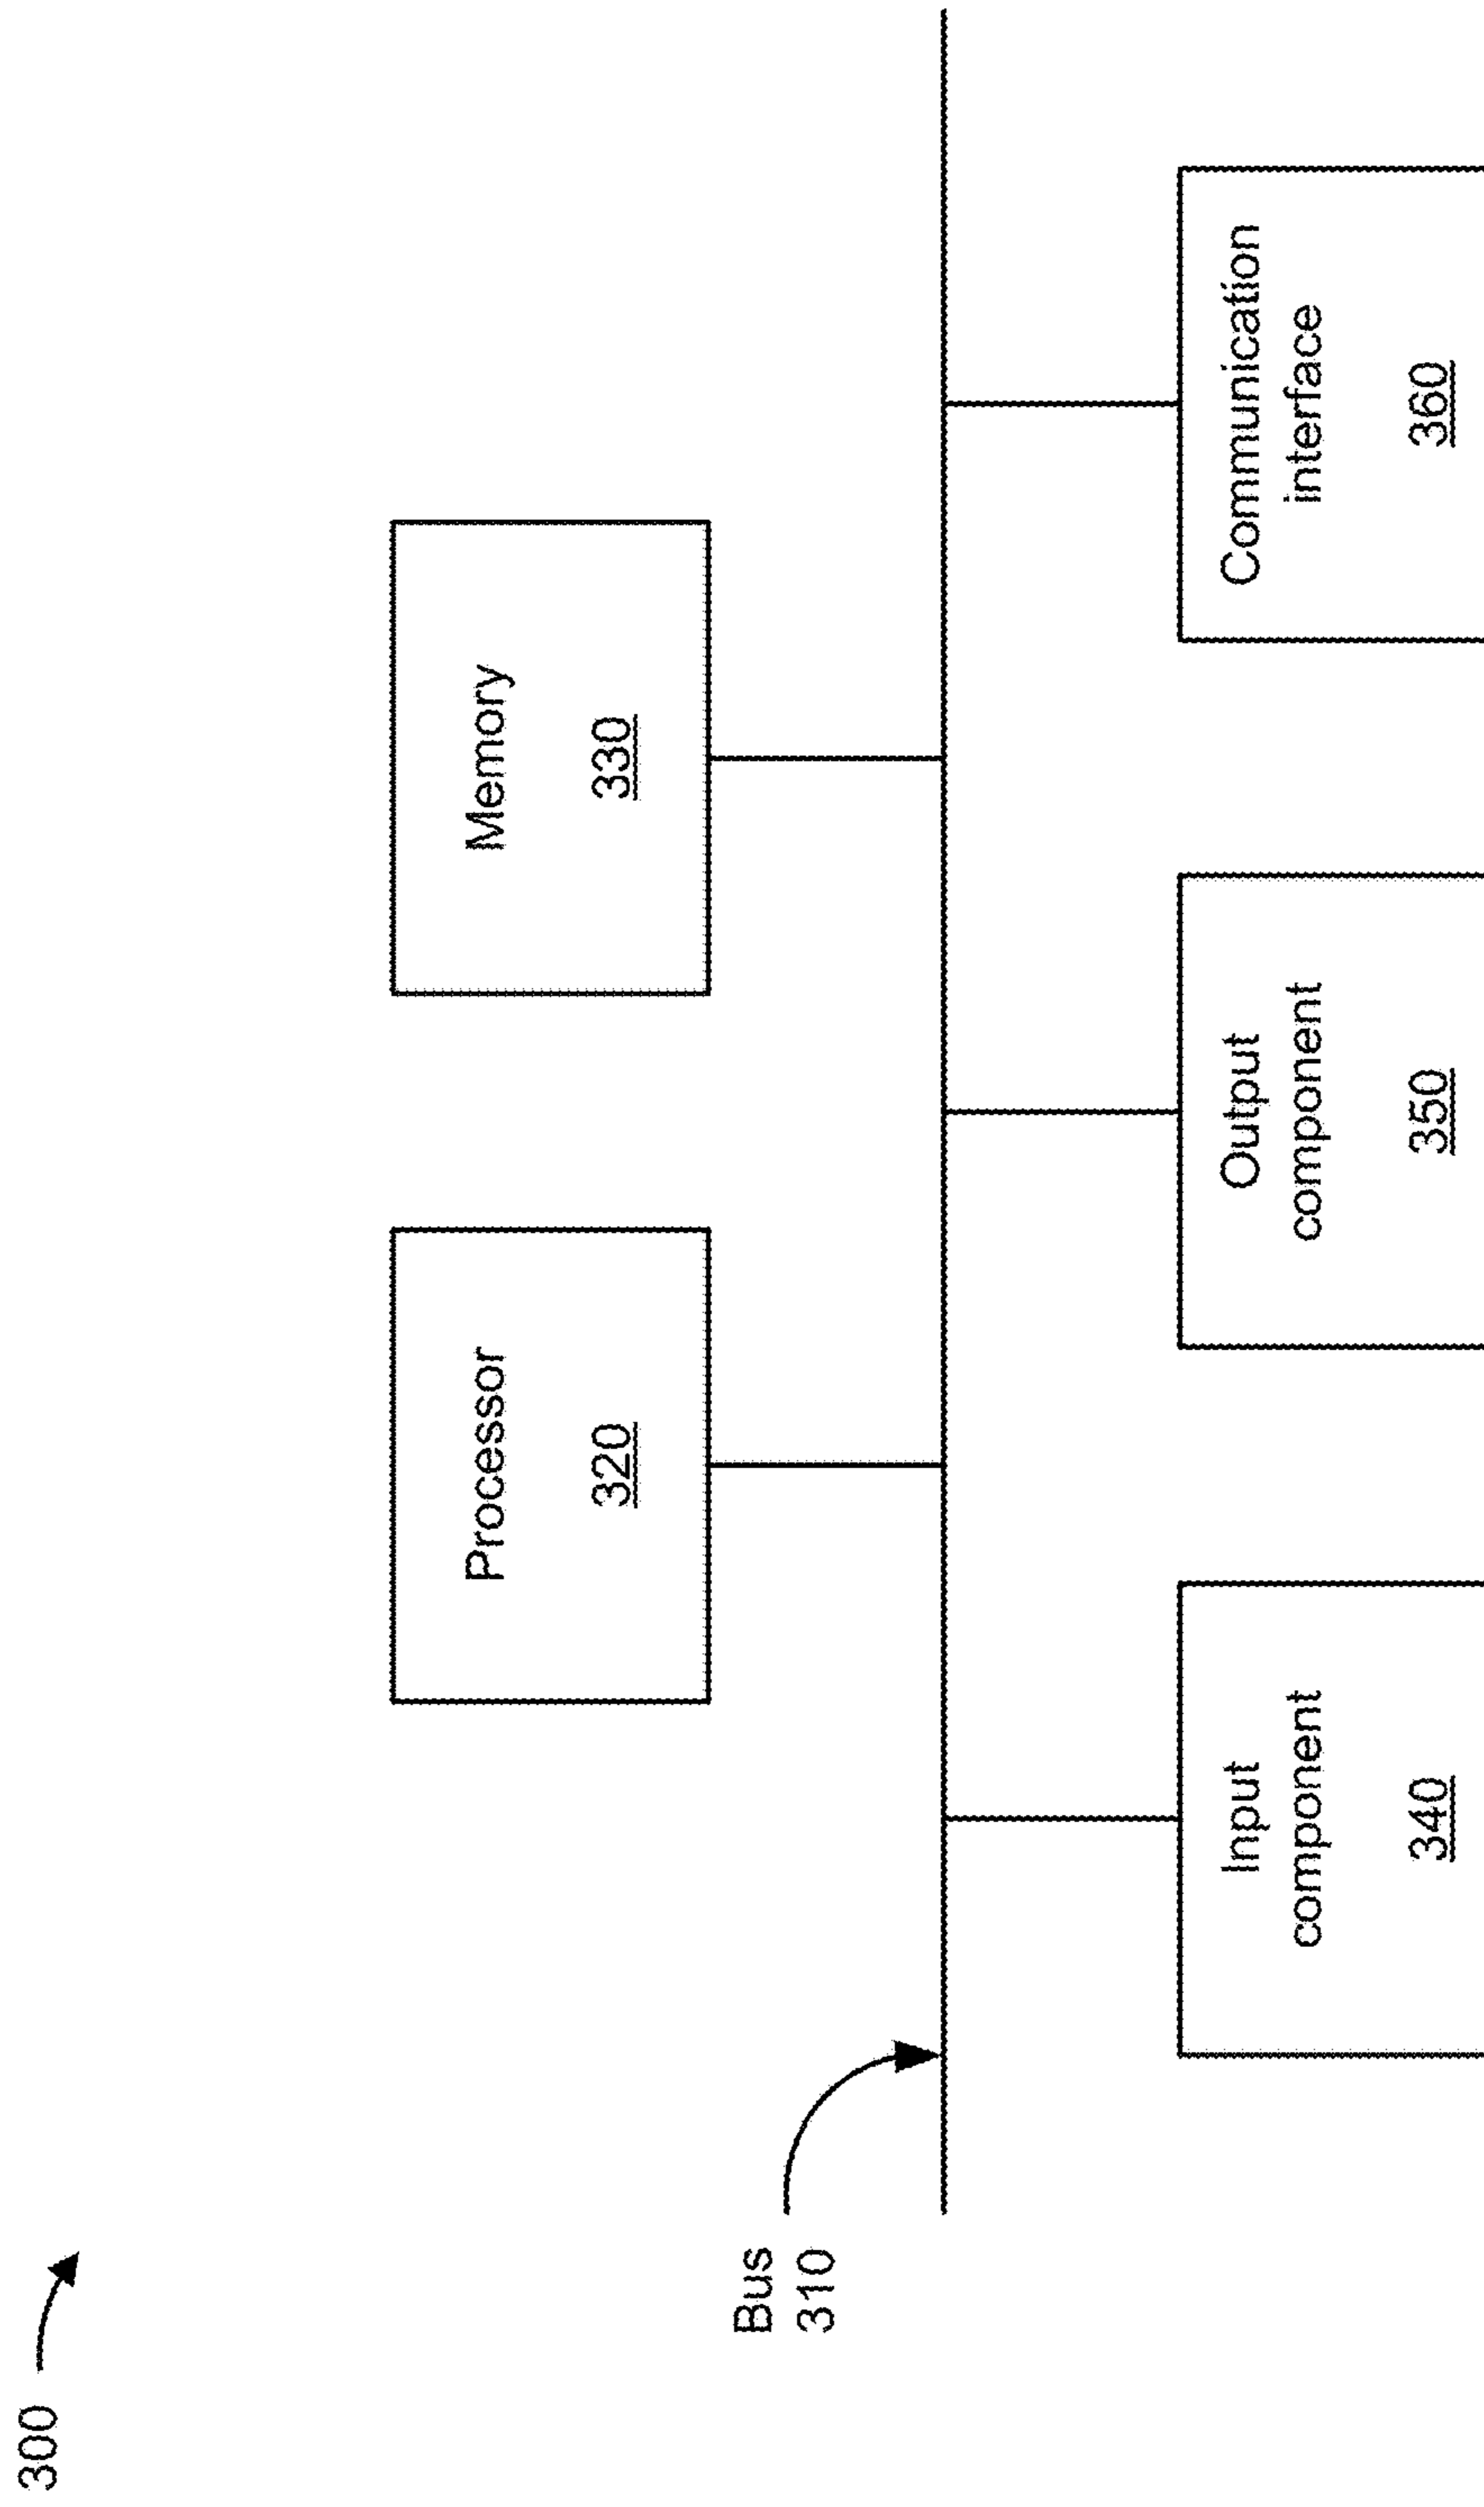 300
Processor
320
Memory
330
Bus
310
Input
component
340
Output
component
350
Communication
interface
360